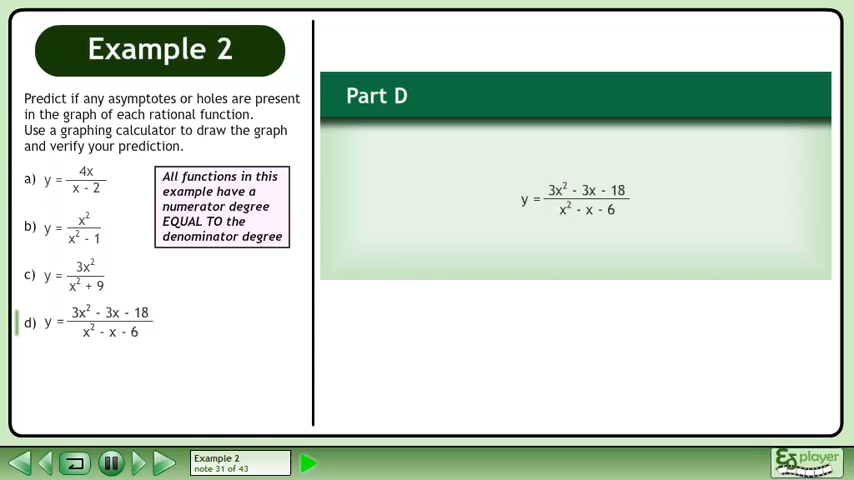 Example 2
Predict if any asymptotes or holes are present
in the graph of each rational function.
Use a graphing calculator to draw the graph
and verify your prediction.
a) y = 4x / x - 2
b) y = x² / x² - 1
c) y = 3x² / x² + 9
d) y = 3x² - 3x - 18 / x² - x - 6
All functions in this
example have a
numerator degree
EQUAL TO the
denominator degree
Part D
y = 3x² - 3x - 18 / x² - x - 6
Example 2
note 31 of 43
player